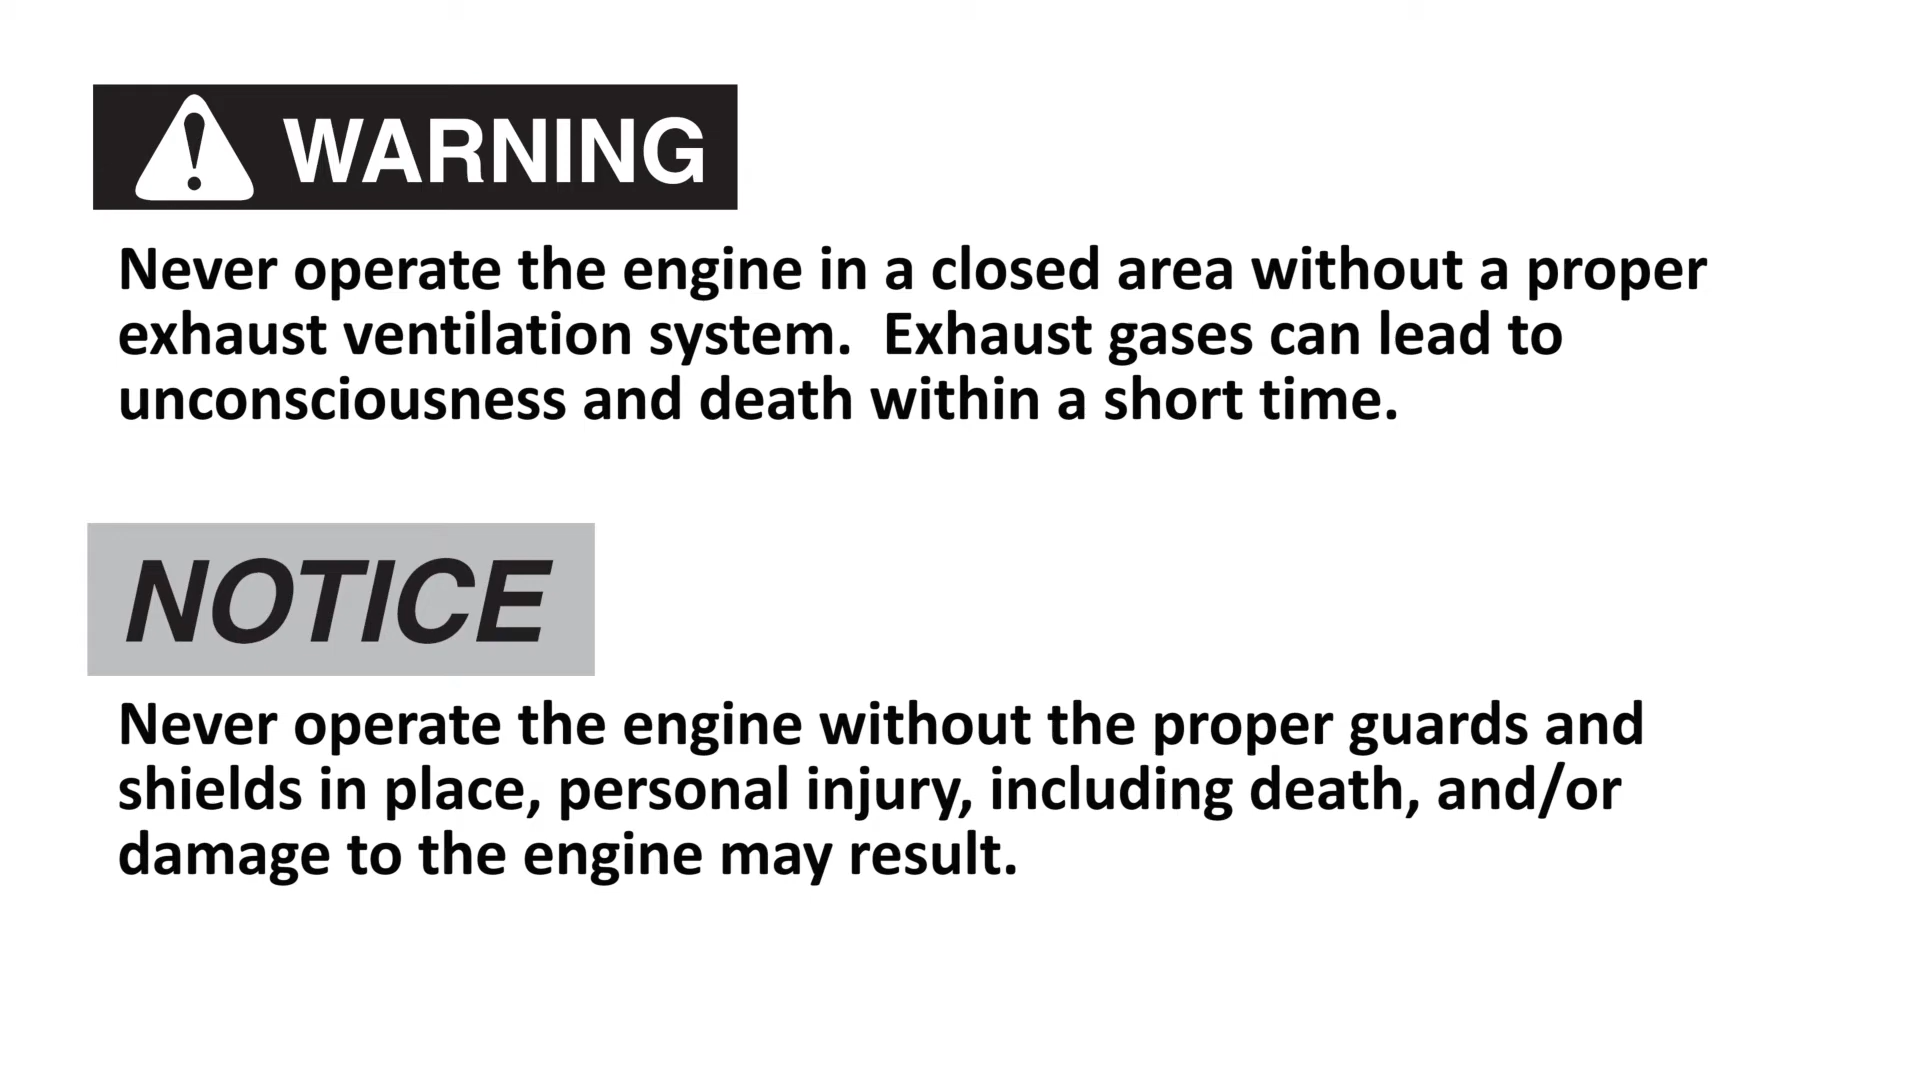 WARNING
Never operate the engine in a closed area without a proper
exhaust ventilation system.  Exhaust gases can lead to
unconsciousness and death within a short time.
NOTICE
Never operate the engine without the proper guards and
shields in place, personal injury, including death, and/or
damage to the engine may result.